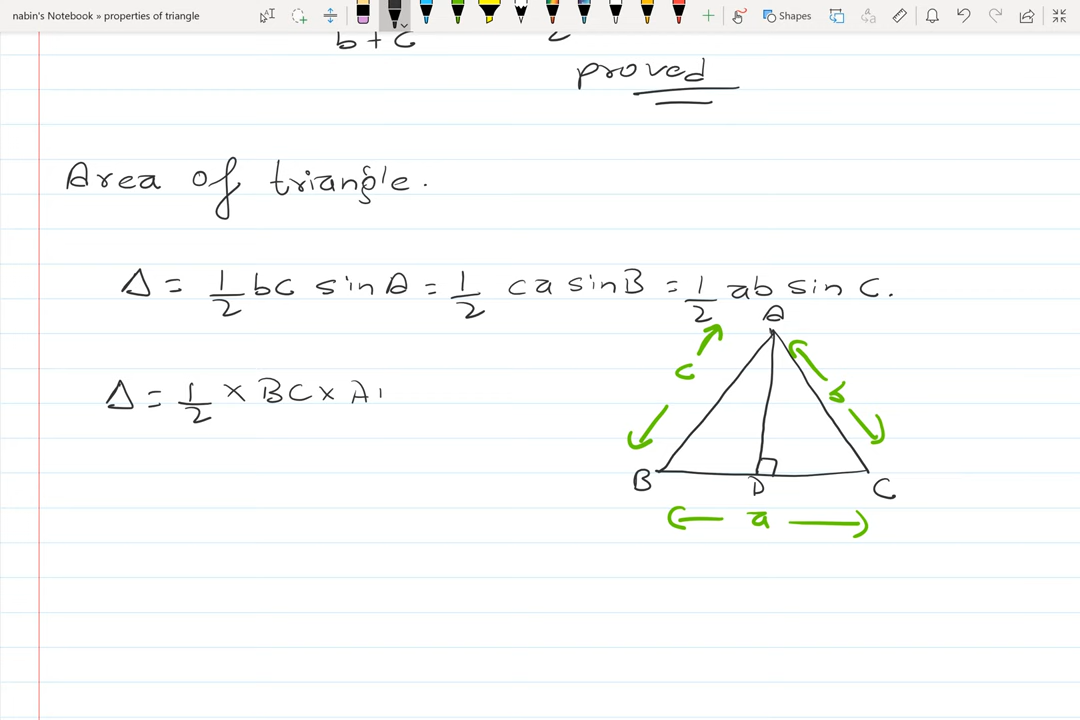 nabin's Notebook » properties of triangle
Shapes
b + c
2
proved
Area of triangle.
Δ = 1/2 bc sin A = 1/2 ca sin B = 1/2 ab sin C.
A
c
b
Δ = 1/2 × BC × A
B D C
a